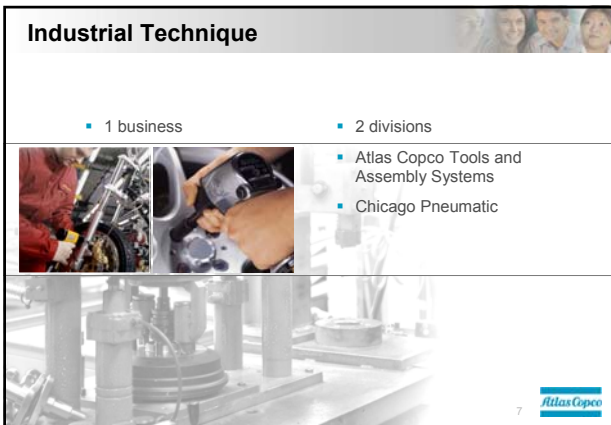 Industrial Technique
1 business
2 divisions
Atlas Copco Tools and
Assembly Systems
Chicago Pneumatic
7
Atlas Copco